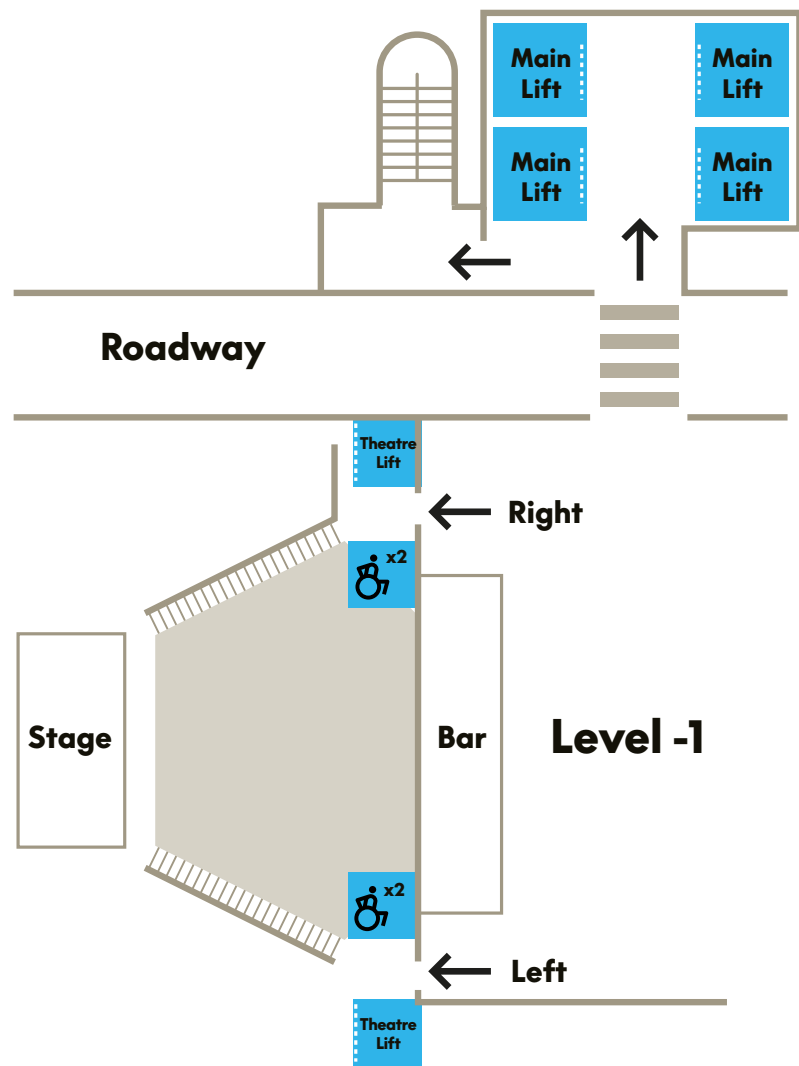 Main
Lift
Main
Lift
Main
Lift
Main
Lift
Roadway
Theatre
Lift
Right
x2
Stage
Bar
Level -1
x2
Left
Theatre
Lift